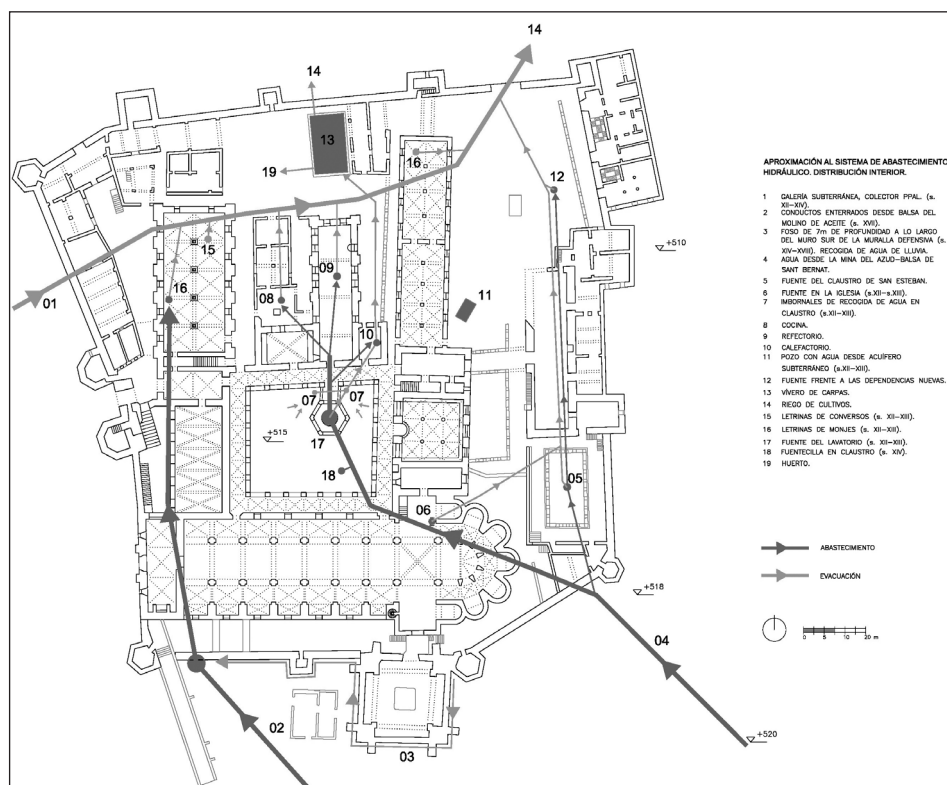 14
14
13
19
16
12
+510
01
15
16
09
08
11
10
07
07
17
+515
18
05
06
+518
04
02
03
+520
APROXIMACIÓN AL SISTEMA DE ABASTECIMIENTO
HIDRÁULICO. DISTRIBUCIÓN INTERIOR.
1 GALERÍA SUBTERRÁNEA, COLECTOR PPAL. (s.
XII-XIV).
2 CONDUCTOS ENTERRADOS DESDE BALSA DEL
MOLINO DE ACEITE (s. XVII).
3 FOSO DE 7m DE PROFUNDIDAD A LO LARGO
DEL MURO SUR DE LA MURALLA DEFENSIVA (s.
XIV-XVIII). RECOGIDA DE AGUA DE LLUVIA.
4 AGUA DESDE LA MINA DEL AZUD-BALSA DE
SANT BERNAT.
5 FUENTE DEL CLAUSTRO DE SAN ESTEBAN.
6 FUENTE EN LA IGLESIA (s.XII-s.XIII).
7 IMBORNALES DE RECOGIDA DE AGUA EN
CLAUSTRO (s.XII-XIII).
8 COCINA.
9 REFECTORIO.
10 CALEFACTORIO.
11 POZO CON AGUA DESDE ACUÍFERO
SUBTERRÁNEO (s.XII-XIII).
12 FUENTE FRENTE A LAS DEPENDENCIAS NUEVAS.
13 VÍVERO DE CARPAS.
14 RIEGO DE CULTIVOS.
15 LETRINAS DE CONVERSOS (s. XII-XIII).
16 LETRINAS DE MONJES (s. XII-XIII).
17 FUENTE DEL LAVATORIO (s. XII-XIII).
18 FUENTECILLA EN CLAUSTRO (s. XIV).
19 HUERTO.
ABASTECIMIENTO
EVACUACIÓN
0 5 10 20 m